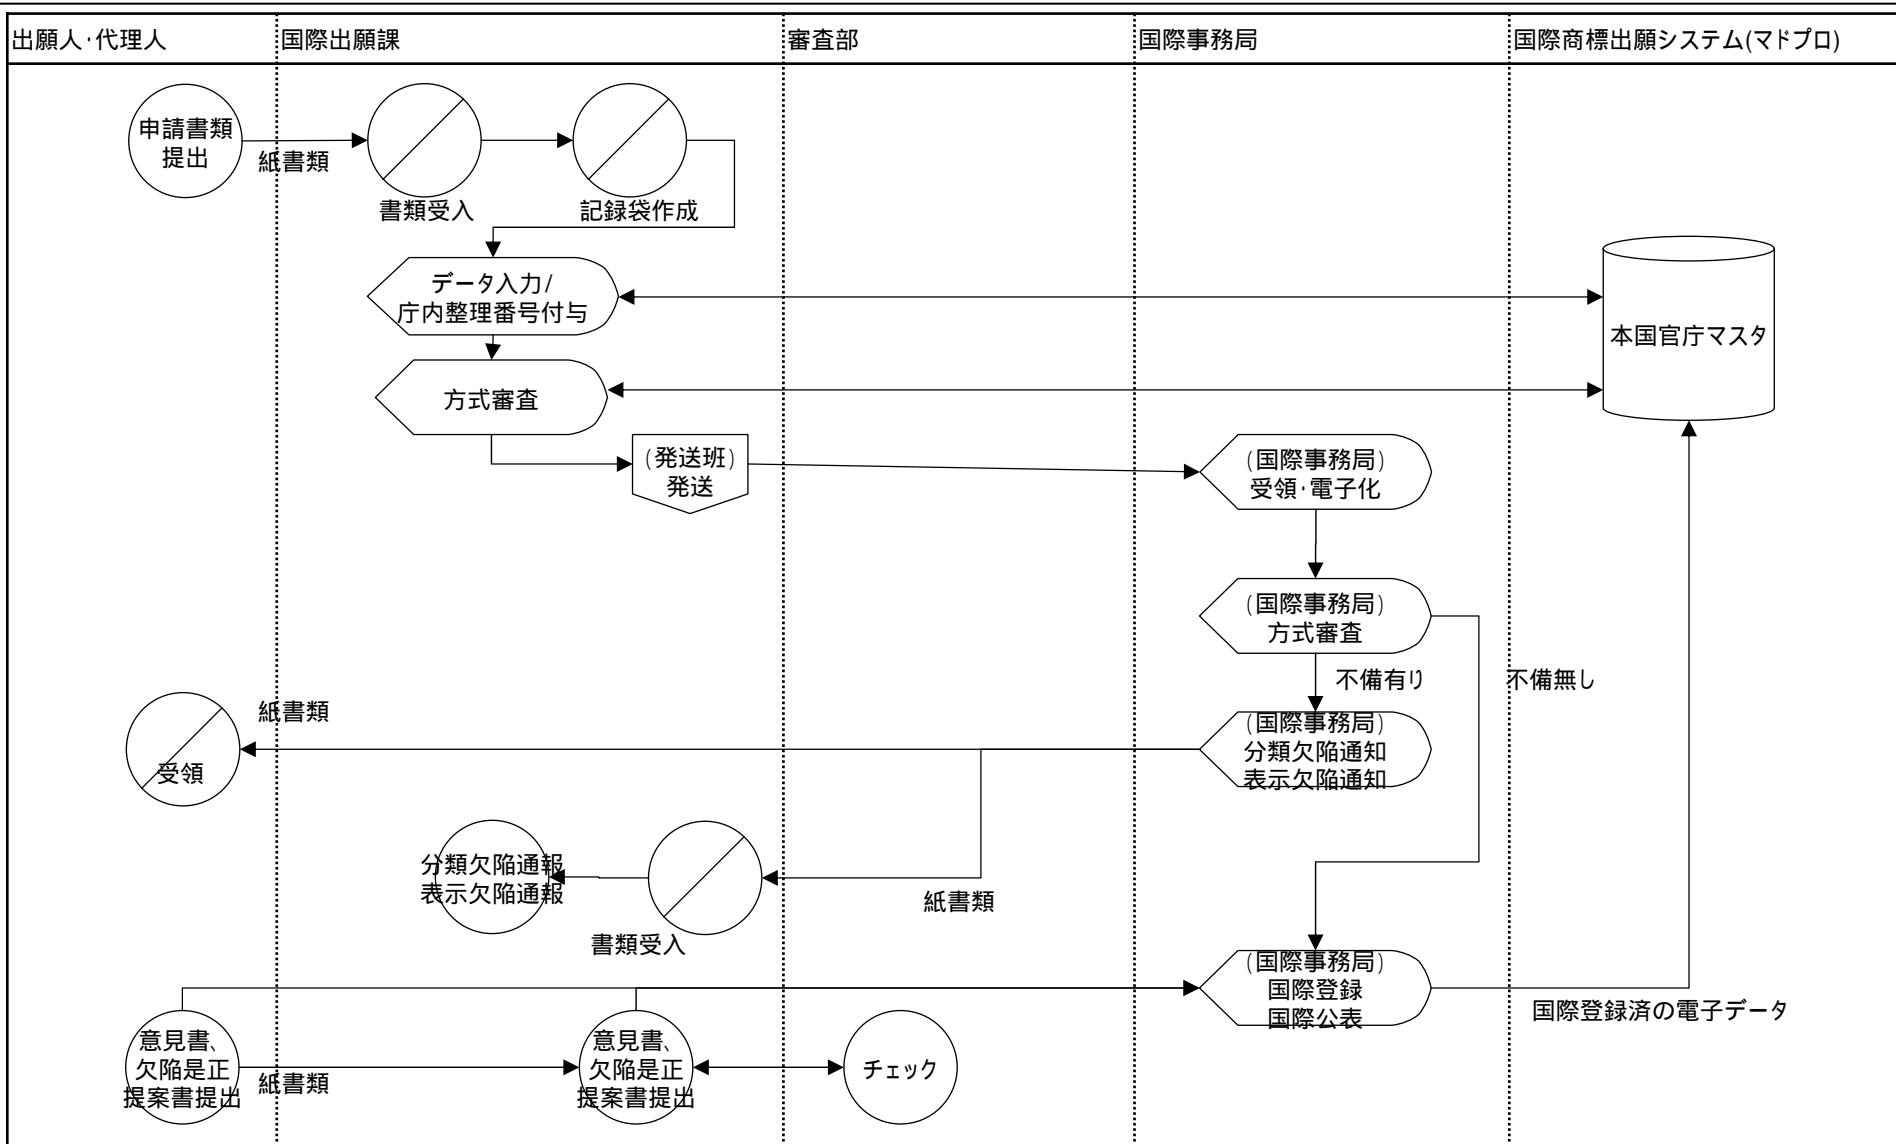 出願人・代理人
国際出願課
審査部
国際事務局
国際商標出願システム(マドプロ)
申請書類
提出
紙書類
書類受入
記録袋作成
データ入力/
庁内整理番号付与
本国官庁マスタ
方式審査
(発送班)
発送
(国際事務局)
受領・電子化
(国際事務局)
方式審査
不備有り
不備無し
紙書類
受領
(国際事務局)
分類欠陥通知
表示欠陥通知
分類欠陥通報
表示欠陥通報
書類受入
紙書類
(国際事務局)
国際登録
国際公表
国際登録済の電子データ
意見書、
欠陥是正
提案書提出
紙書類
意見書、
欠陥是正
提案書提出
チェック